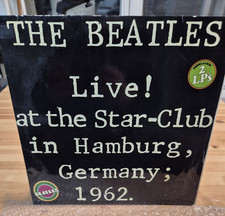 THE BEATLES
2
LPs
Live!
at the Star-Club
in Hamburg,
Germany;
1962.